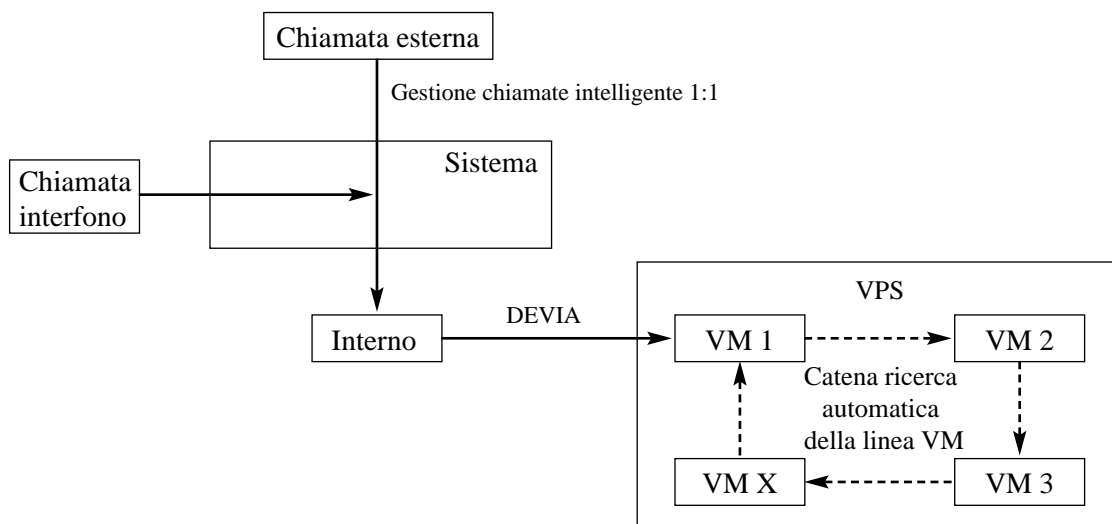 Chiamata esterna
Gestione chiamate intelligente 1:1
Sistema
Chiamata
interfono
VPS
DEVIA
Interno
VM 1
VM 2
Catena ricerca
automatica
della linea VM
VM X
VM 3